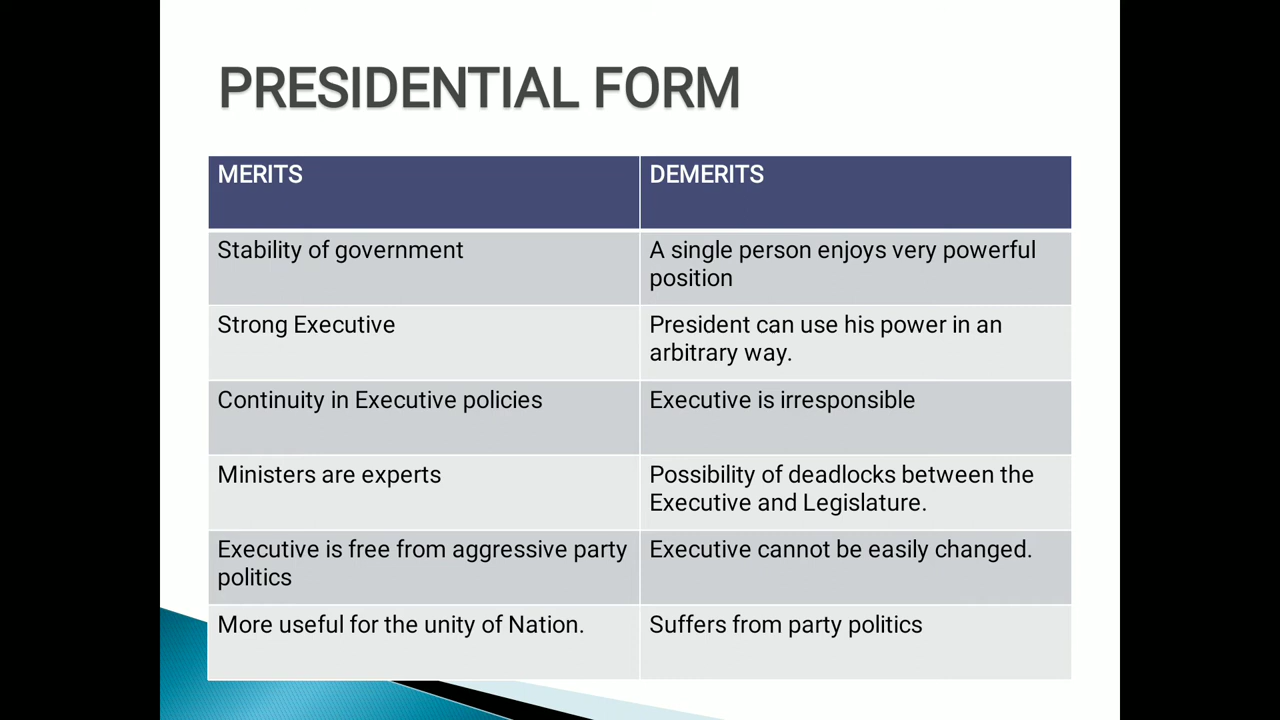 PRESIDENTIAL FORM
MERITS
DEMERITS
Stability of government
A single person enjoys very powerful
position
Strong Executive
President can use his power in an
arbitrary way.
Continuity in Executive policies
Executive is irresponsible
Ministers are experts
Possibility of deadlocks between the
Executive and Legislature.
Executive is free from aggressive party
politics
Executive cannot be easily changed.
More useful for the unity of Nation.
Suffers from party politics